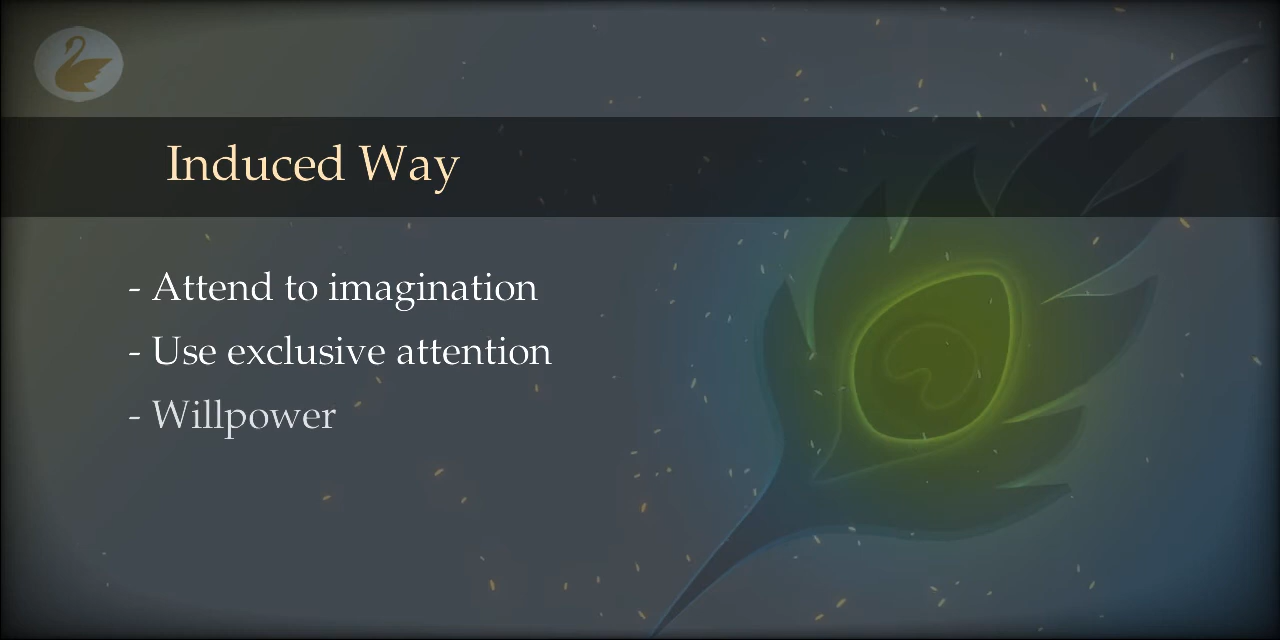 Induced Way
- Attend to imagination
- Use exclusive attention
- Willpower